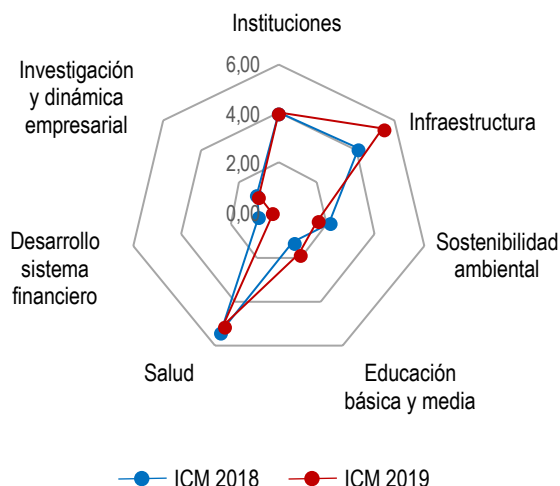 Instituciones
6,00
Investigación
y dinámica
empresarial
4,00
Infraestructura
2,00
0,00
Desarrollo
sistema
financiero
Sostenibilidad
ambiental
Salud
Educación
básica y media
ICM 2018
ICM 2019